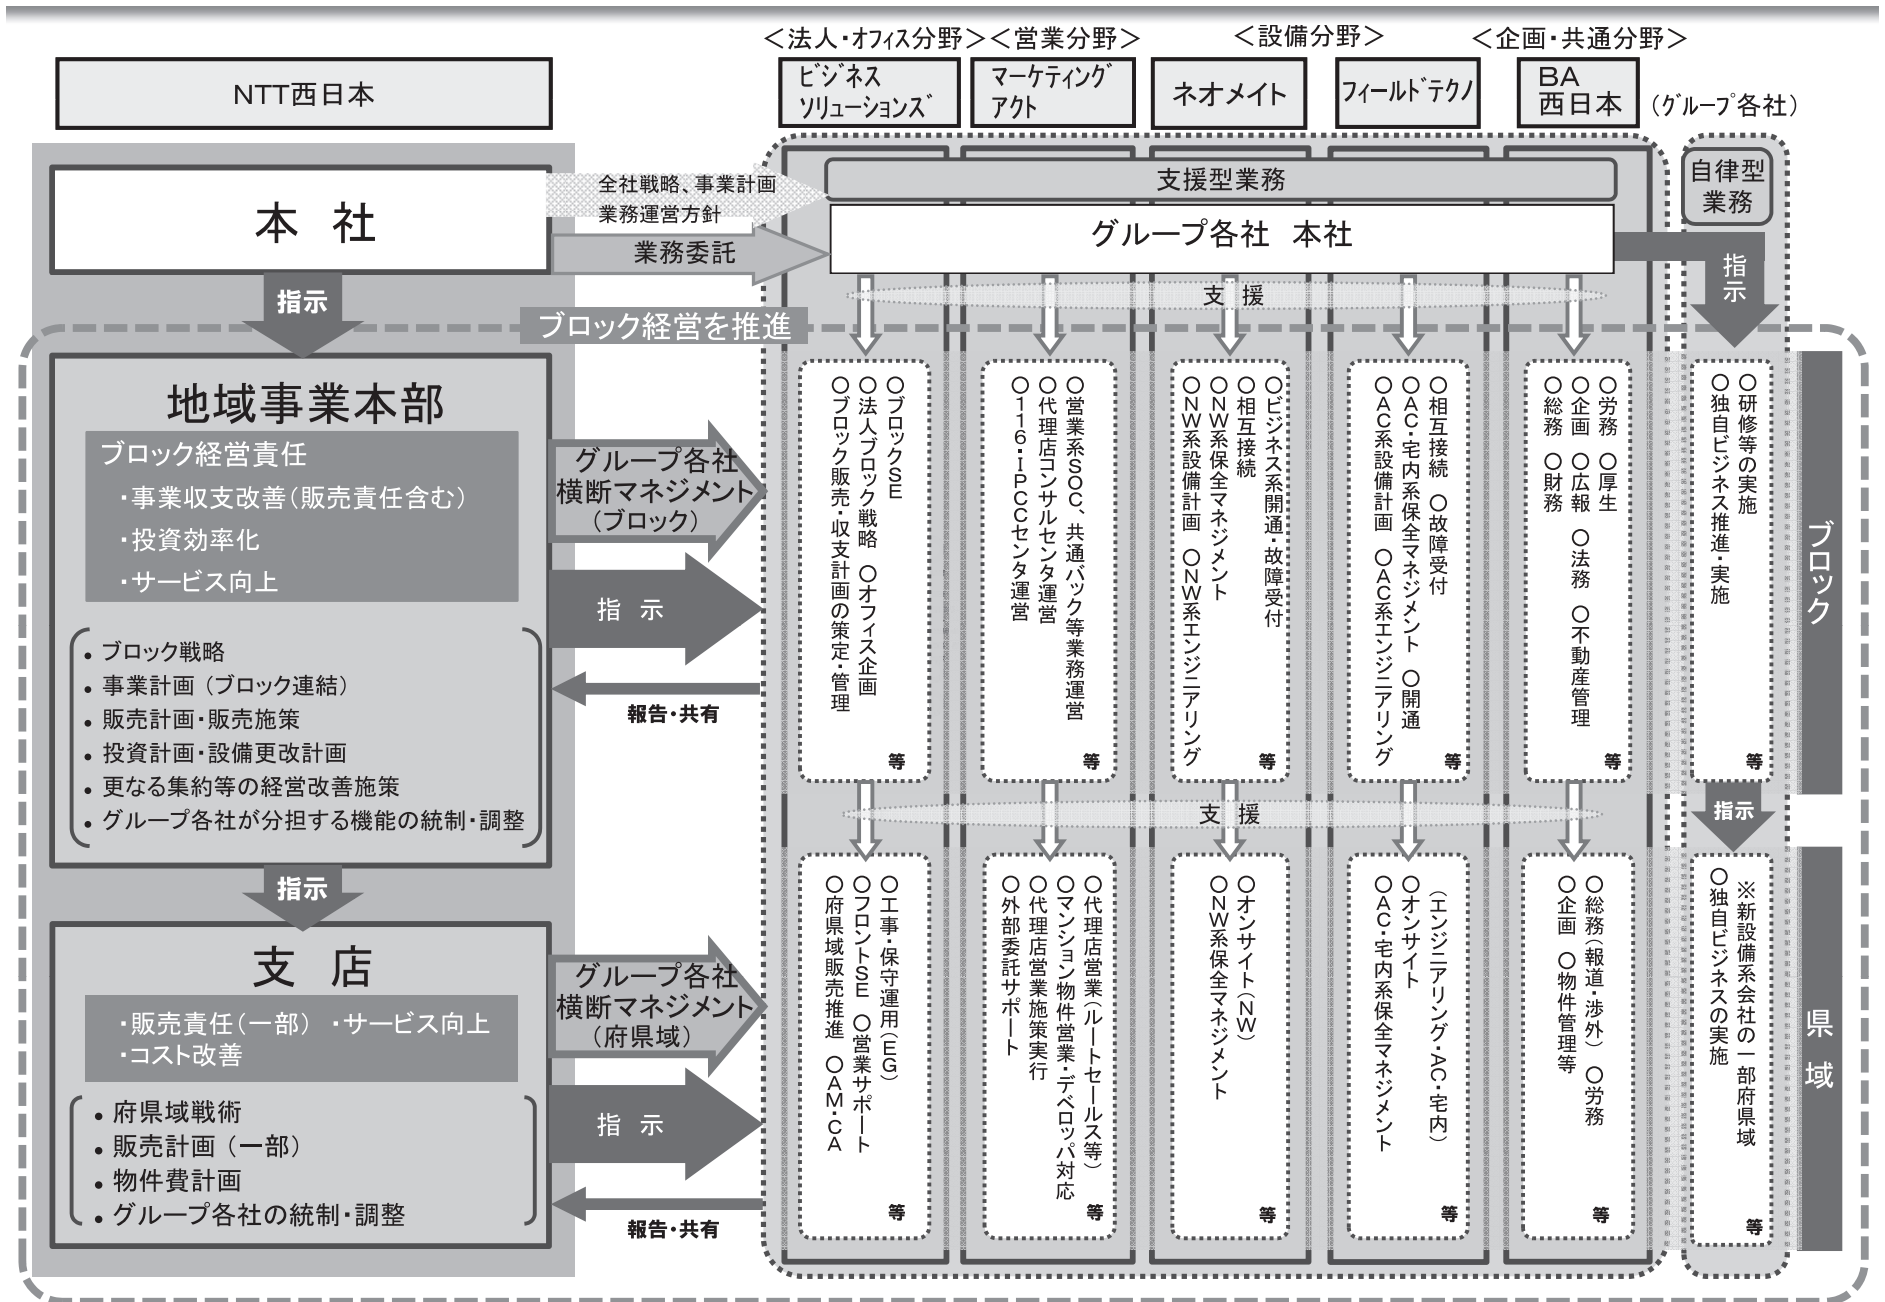 ＜法人・オフィス分野＞
＜営業分野＞
＜設備分野＞
＜企画・共通分野＞
NTT西日本
ビジネス
ソリューションズ
マーケティング
アクト
ネオメイト
フィールドテクノ
BA
西日本
（グループ各社）
本 社
全社戦略、事業計画
業務運営方針
業務委託
支援型業務
グループ各社 本社
自律型
業務
指示
指示
支 援
ブロック経営を推進
地域事業本部
ブロック経営責任
・事業収支改善（販売責任含む）
・投資効率化
・サービス向上
• ブロック戦略
• 事業計画（ブロック連結）
• 販売計画・販売施策
• 投資計画・設備更改計画
• 更なる集約等の経営改善施策
• グループ各社が分担する機能の統制・調整
グループ各社
横断マネジメント
（ブロック）
指 示
報告・共有
○ブロックSE
○法人ブロック戦略 ○オフィス企画
○ブロック販売・収支計画の策定・管理
等
○営業系SOC、共通バック等業務運営
○代理店コンサルセンタ運営
○116・IPCCセンタ運営
等
○ビジネス系開通・故障受付
○相互接続
○NW系保全マネジメント
○NW系設備計画 ○NW系エンジニアリング
等
○相互接続 ○故障受付
○AC・宅内系保全マネジメント ○開通
○AC系設備計画 ○AC系エンジニアリング
等
○労務 ○厚生
○企画 ○広報 ○法務 ○不動産管理
○総務 ○財務
等
○研修等の実施
○独自ビジネス推進・実施
等
ブロック
指示
支 援
指示
支 店
・販売責任（一部） ・サービス向上
・コスト改善
• 府県域戦術
• 販売計画（一部）
• 物件費計画
• グループ各社の統制・調整
グループ各社
横断マネジメント
（府県域）
指 示
報告・共有
○工事・保守運用（EG）
○フロントSE ○営業サポート
○府県域販売推進 ○AM・CA
等
○代理店営業（ルートセールス等）
○マンション物件営業・デベロッパ対応
○代理店営業施策実行
○外部委託サポート
等
○オンサイト（NW）
○NW系保全マネジメント
等
（エンジニアリング・AC・宅内）
○オンサイト
○AC・宅内系保全マネジメント
等
○総務（報道・渉外） ○労務
○企画 ○物件管理等
等
※新設備系会社の一部府県域
○独自ビジネスの実施
等
県 域